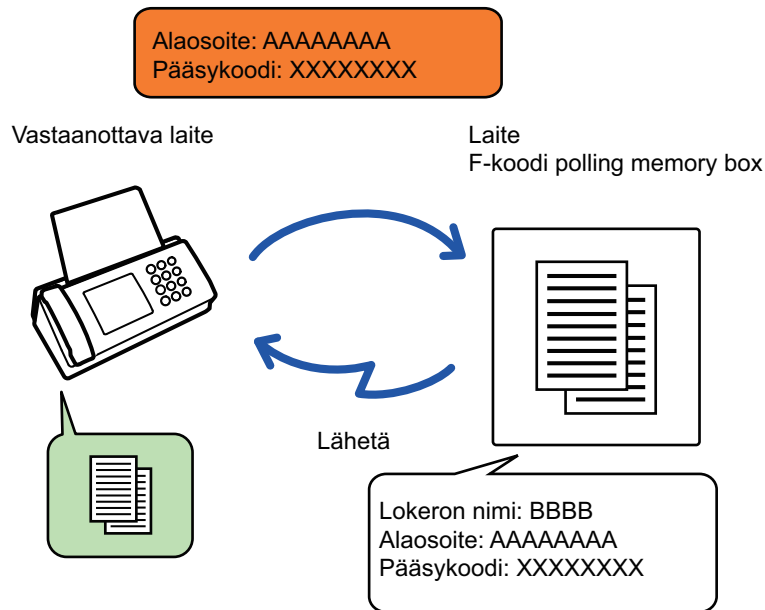 Alaosoite: AAAAAAAA
Pääsykoodi: XXXXXXXX
Vastaanottava laite
Laite
F-koodi polling memory box
Lähetä
Lokeron nimi: BBBB
Alaosoite: AAAAAAAA
Pääsykoodi: XXXXXXXX